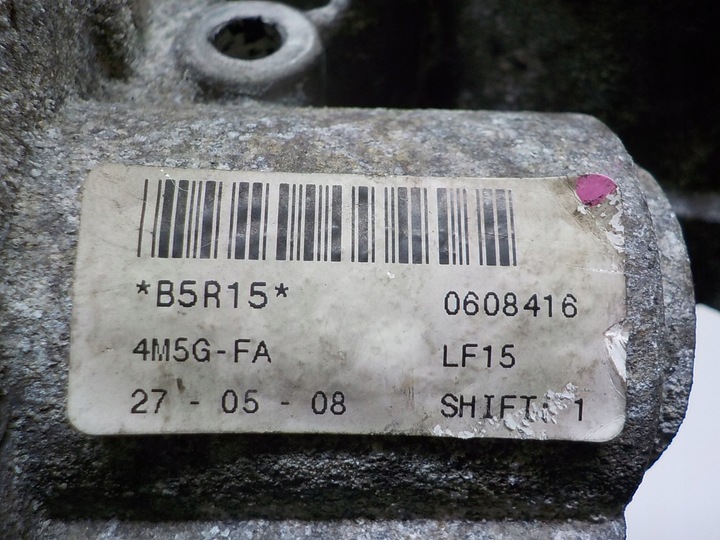 *B5R15* 0608416
4M5G-FA LF15
27 - 05 - 08 SHIFT: 1